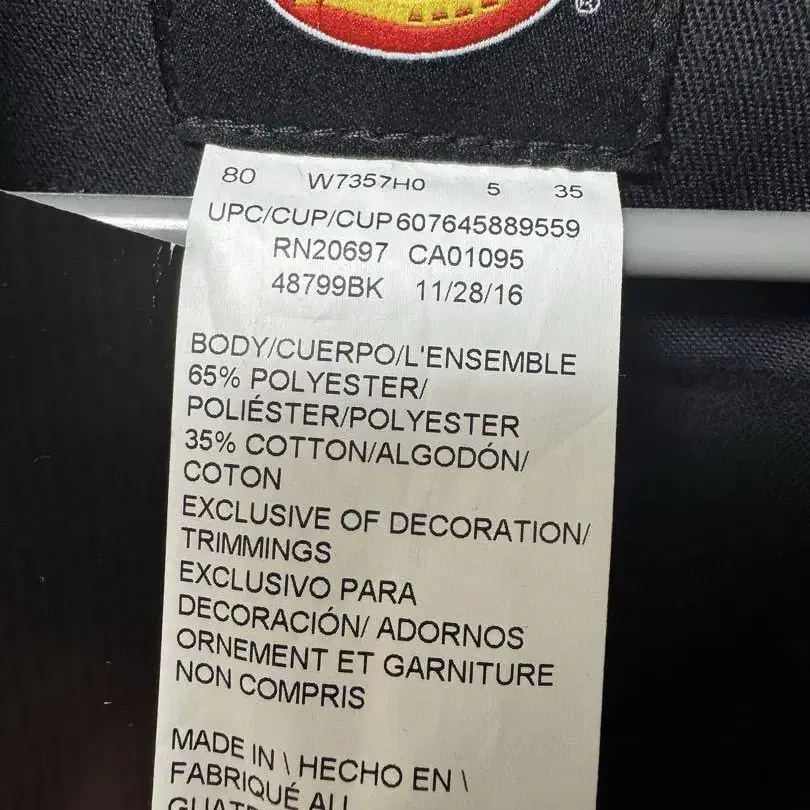 ®
80 W7357H0 5 35
UPC/CUP/CUP 607645889559
RN20697 CA01095
48799BK 11/28/16
BODY/CUERPO/L'ENSEMBLE
65% POLYESTER/
POLIÉSTER/POLYESTER
35% COTTON/ALGODÓN/
COTON
EXCLUSIVE OF DECORATION/
TRIMMINGS
EXCLUSIVO PARA
DECORACIÓN/ ADORNOS
ORNEMENT ET GARNITURE
NON COMPRIS
MADE IN \ HECHO EN \
FABRIQUÉ AU